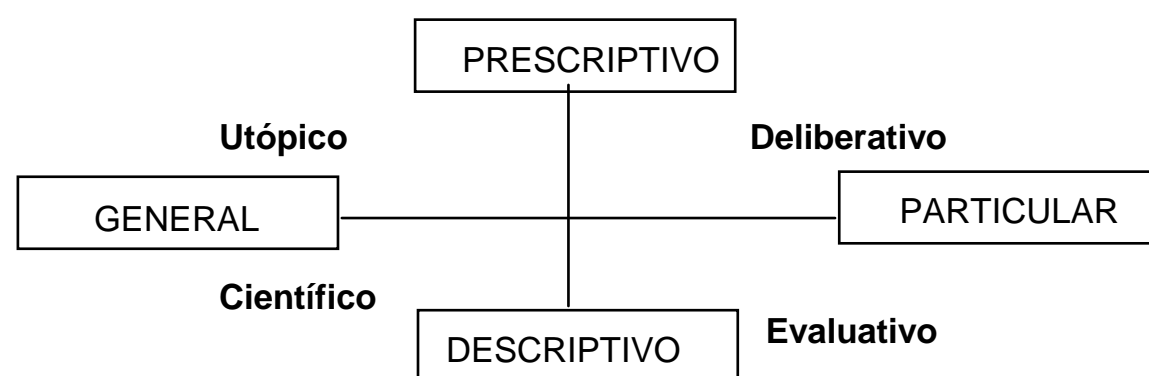 PRESCRIPTIVO
Utópico
Deliberativo
GENERAL
PARTICULAR
Científico
Evaluativo
DESCRIPTIVO